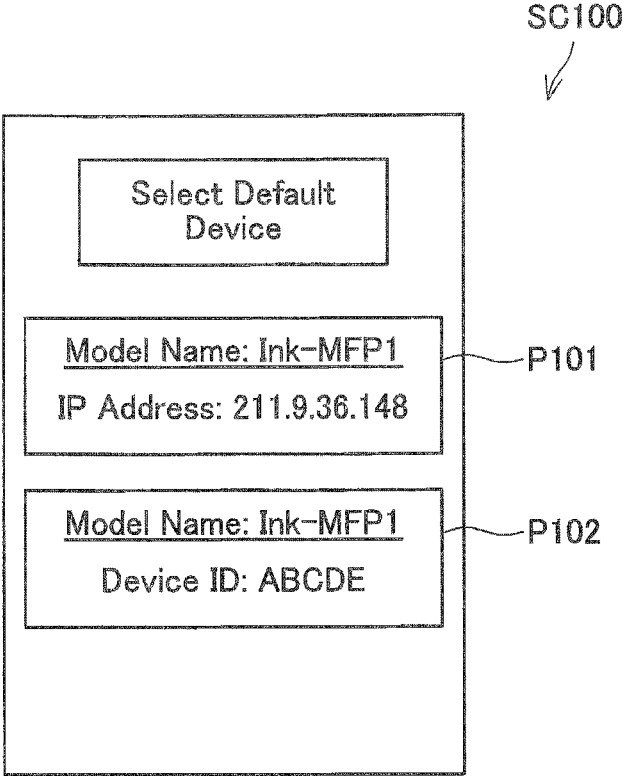 SC100
Select Default
Device
Model Name: Ink-MFP1
P101
IP Address: 211.9.36.148
Model Name: Ink-MFP1
P102
Device ID: ABCDE